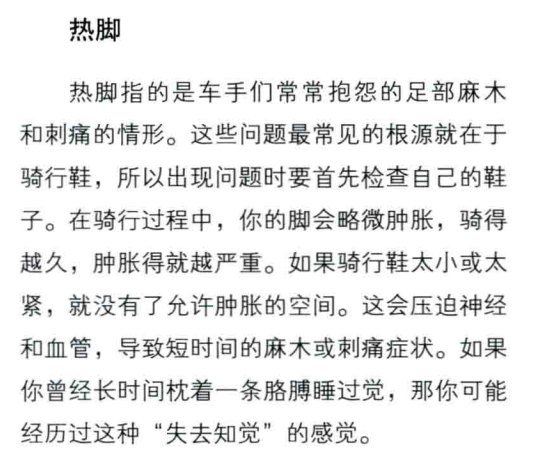 热脚
热脚指的是车手们常常抱怨的足部麻木
和刺痛的情形。这些问题最常见的根源就在于
骑行鞋，所以出现问题时要首先检查自己的鞋
子。在骑行过程中，你的脚会略微肿胀，骑得
越久，肿胀得就越严重。如果骑行鞋太小或太
紧，就没有了允许肿胀的空间。这会压迫神经
和血管，导致短时间的麻木或刺痛症状。如果
你曾经长时间枕着一条胳膊睡过觉，那你可能
经历过这种“失去知觉”的感觉。